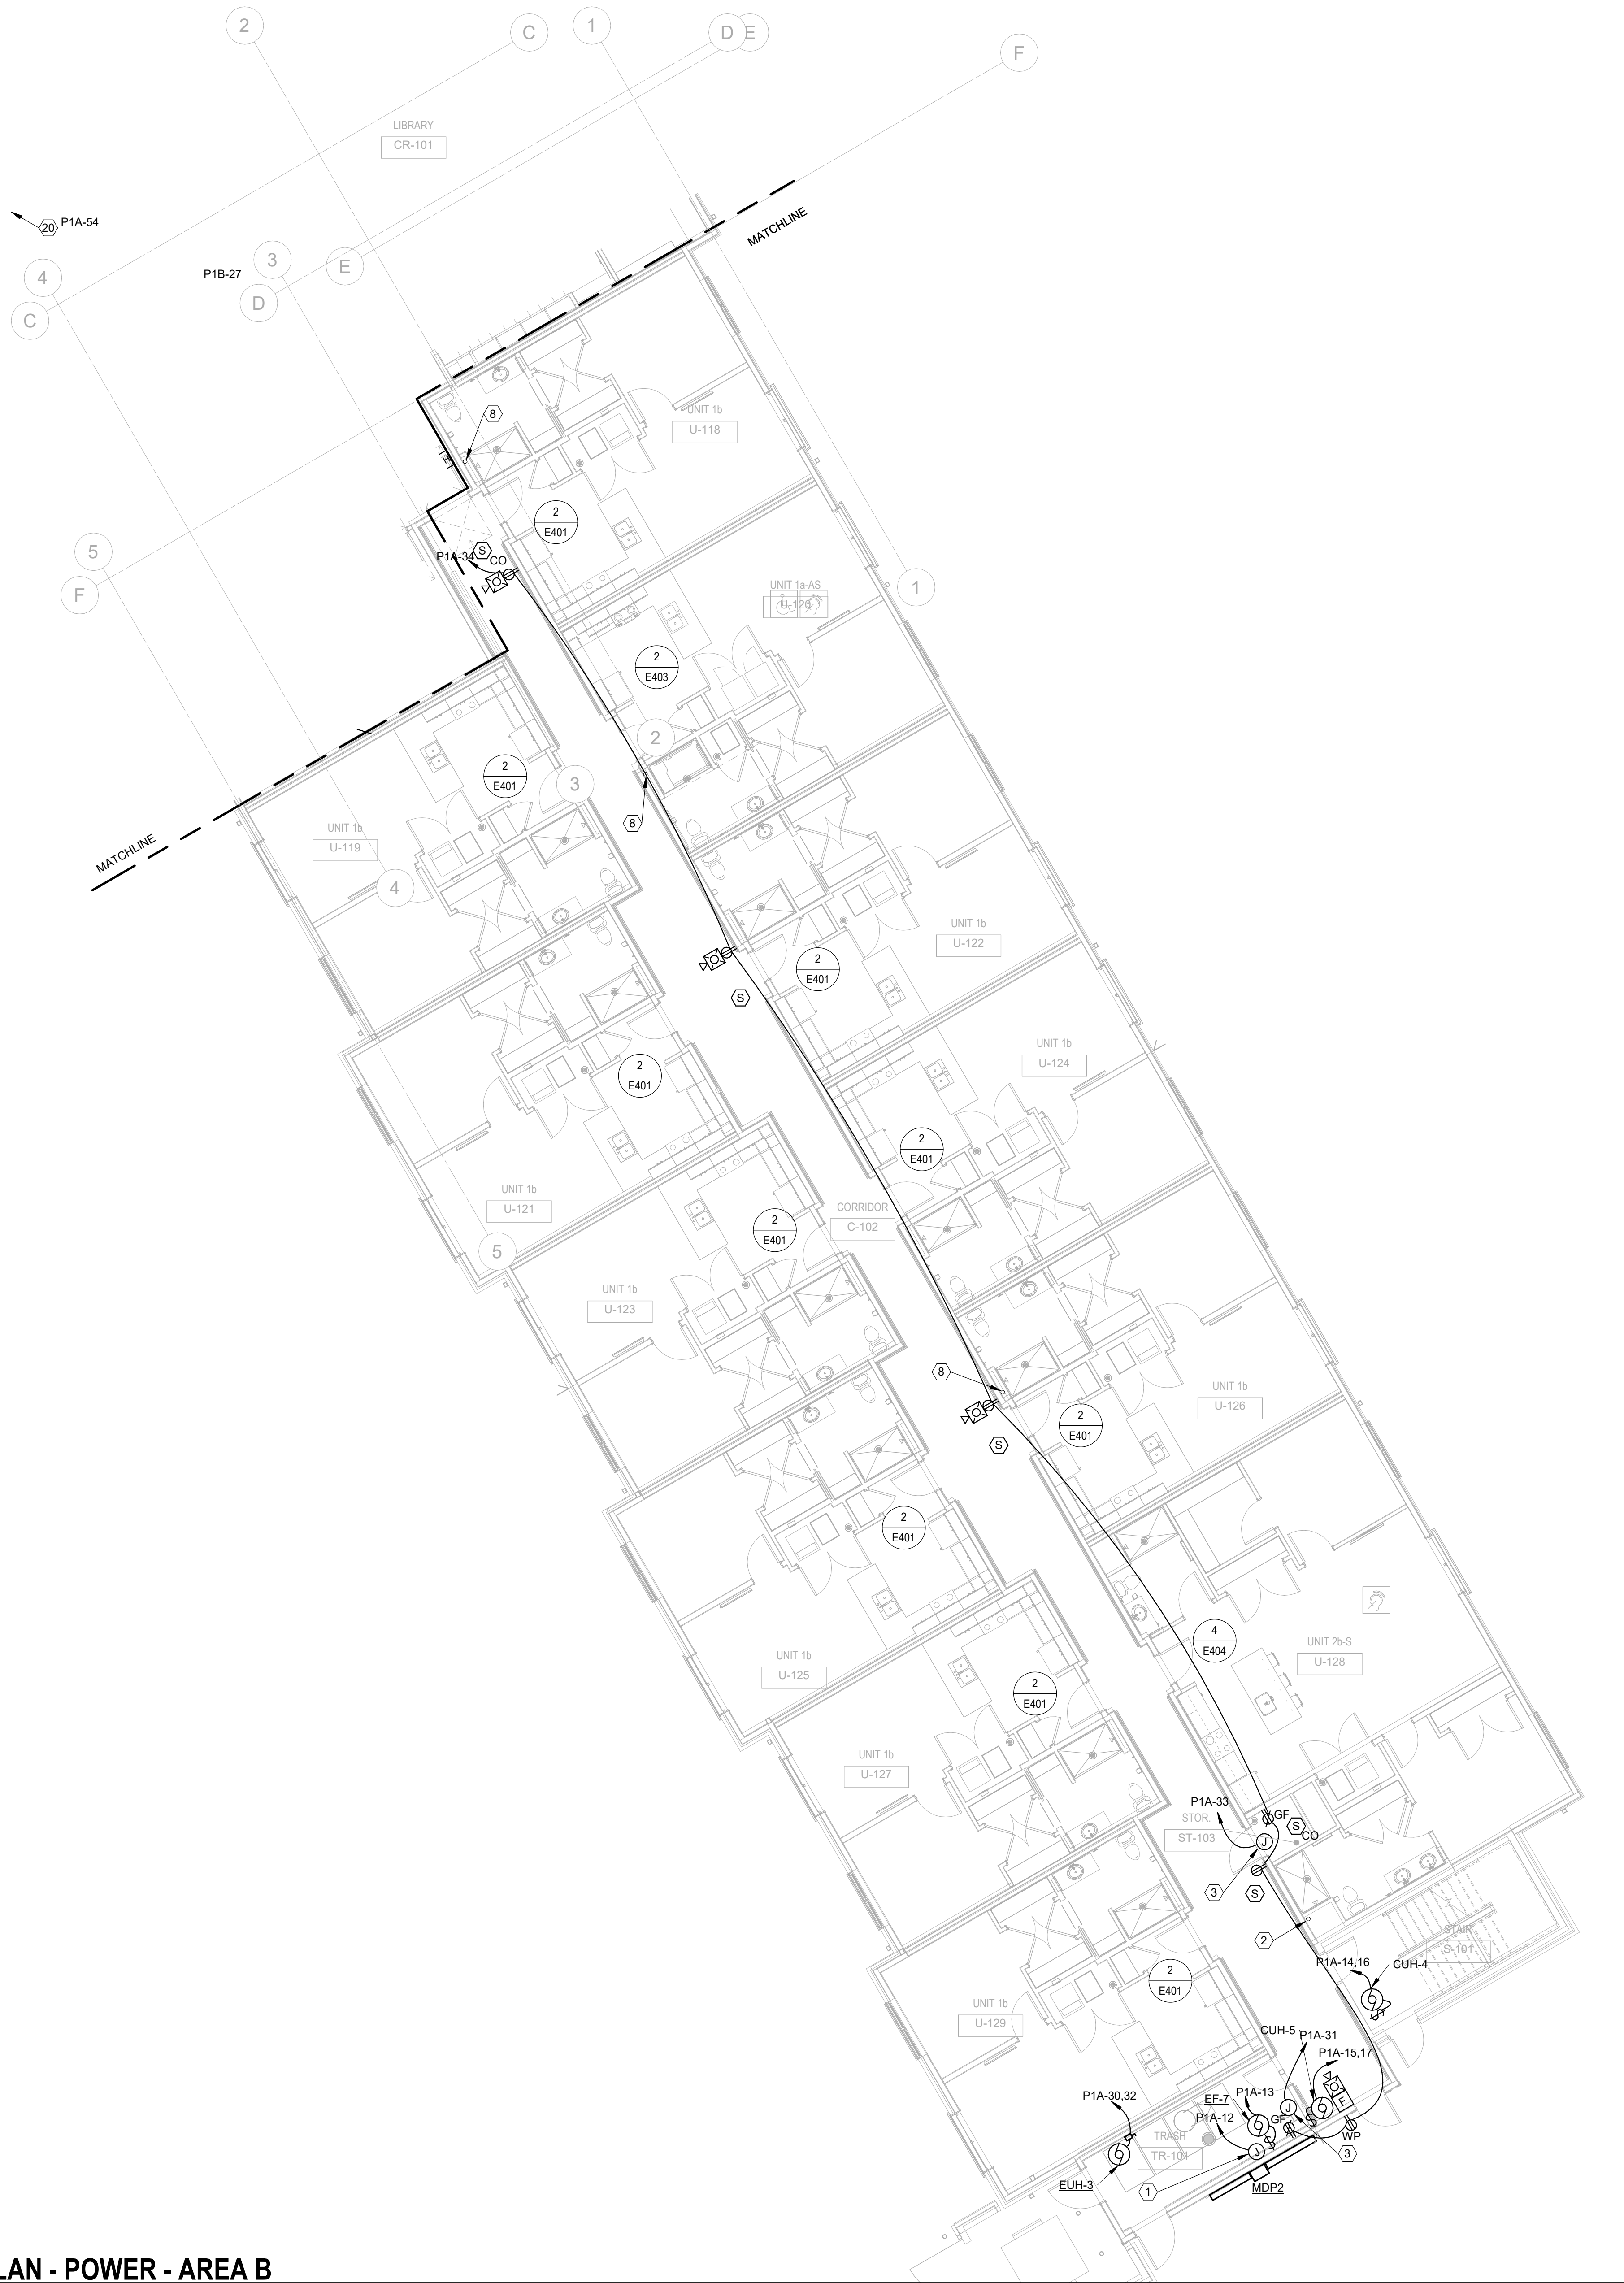 2
C
1
D
E
F
LIBRARY
CR-101
MATCHLINE
20 P1A-54
P1B-27
4
3
E
D
C
UNIT 1b
U-118
8
2
E401
5
F
P1A-34
S
CO
UNIT 1a-AS
U-120
1
2
E403
2
2
E401
3
8
UNIT 1b
U-119
MATCHLINE
4
UNIT 1b
U-122
2
E401
S
UNIT 1b
U-124
2
E401
2
E401
UNIT 1b
U-121
2
E401
CORRIDOR
C-102
5
UNIT 1b
U-123
8
UNIT 1b
U-126
2
E401
S
2
E401
4
E404
UNIT 2b-S
U-128
UNIT 1b
U-125
2
E401
UNIT 1b
U-127
P1A-33
GF
S
CO
STOR.
ST-103
J
3
S
2
STAIR
S-101
P1A-14,16
CUH-4
S
2
E401
UNIT 1b
U-129
CUH-5
P1A-31
P1A-15,17
P1A-30,32
EF-7
P1A-13
P1A-12
J
S
F
GF
WP
TRASH
TR-101
S
J
3
EUH-3
1
MDP2
LAN - POWER - AREA B